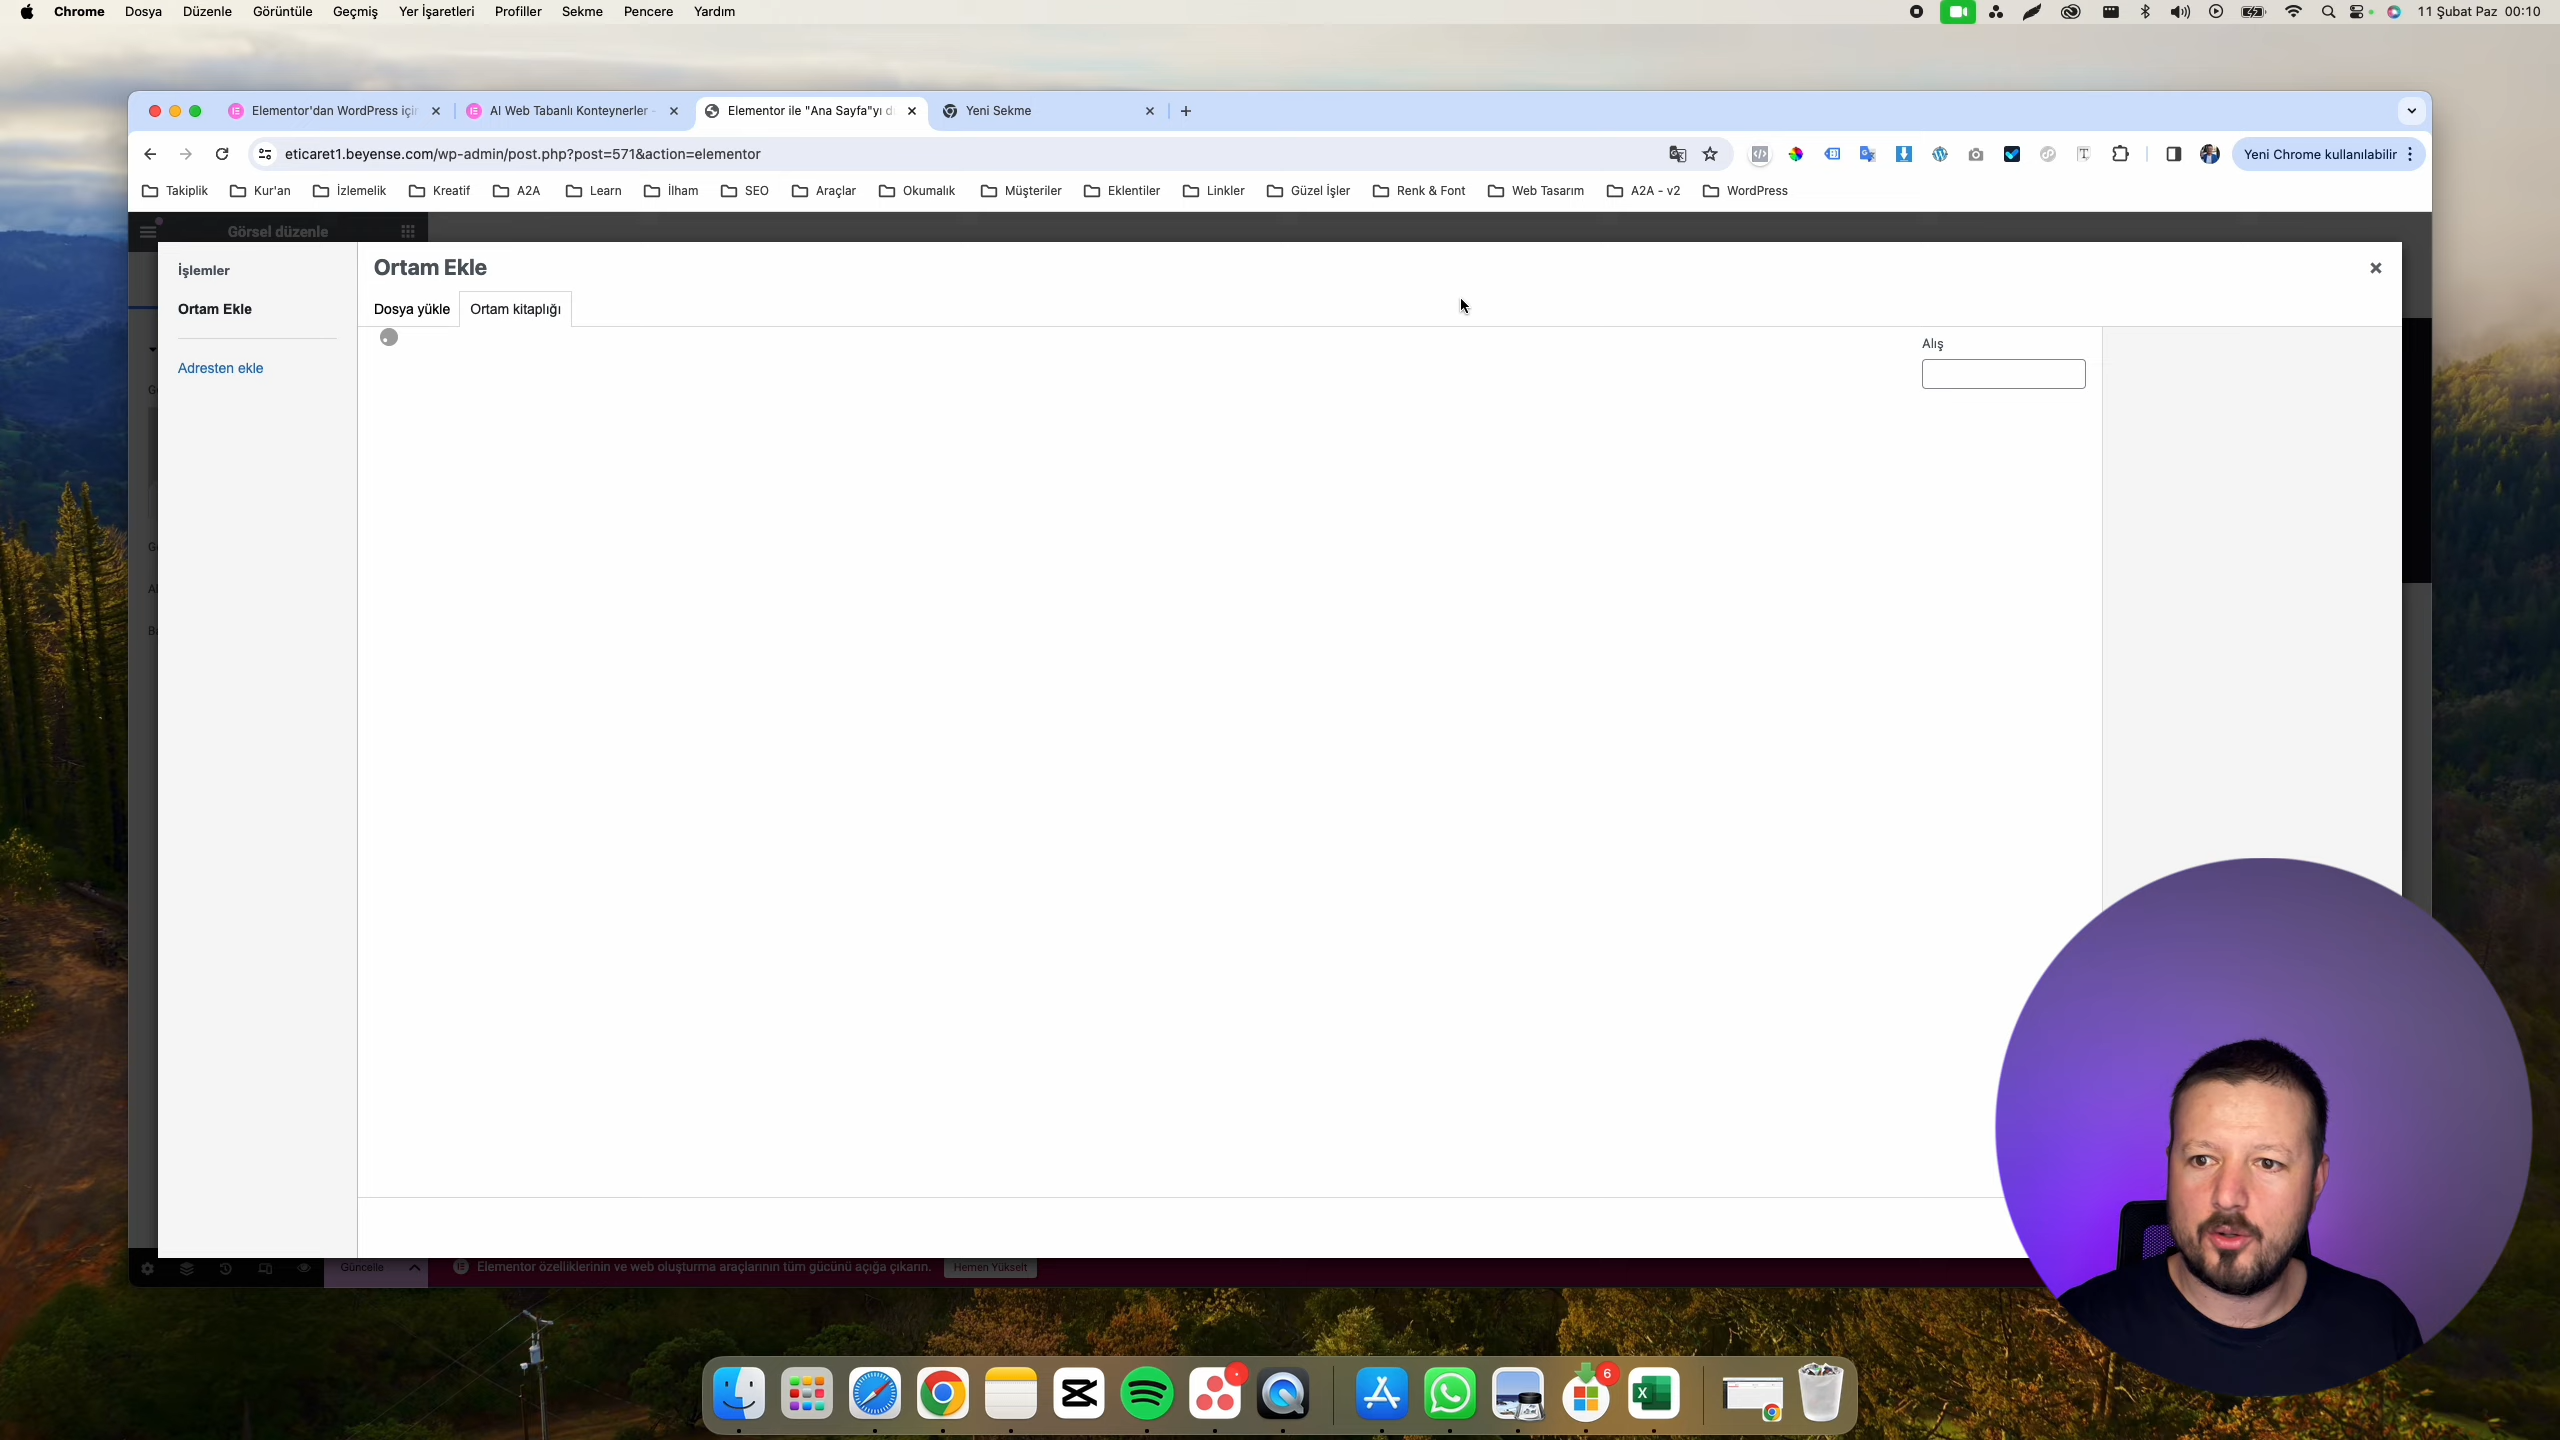 Chrome Dosya Düzenle Görüntüle Geçmiş Yer İşaretleri Profiller Sekme Pencere Yardım 11 Şubat Paz 00:10
Elementor'dan WordPress için AI Web Tabanlı Konteynerler - Elementor ile "Ana Sayfa"yı d Yeni Sekme
eticaret1.beyense.com/wp-admin/post.php?post=571&action=elementor Yeni Chrome kullanılabilir
Takiplik Kur'an İzlemelik Kreatif A2A Learn İlham SEO Araçlar Okumalık Müşteriler Eklentiler Linkler Güzel İşler Renk & Font Web Tasarım A2A - v2 WordPress
Görsel düzenle
İşlemler
Ortam Ekle
Adresten ekle
Ortam Ekle
Dosya yükle Ortam kitaplığı
Alış
Güncelle Elementor özelliklerinin ve web oluşturma araçlarının tüm gücünü açığa çıkarın. Hemen Yükselt
6